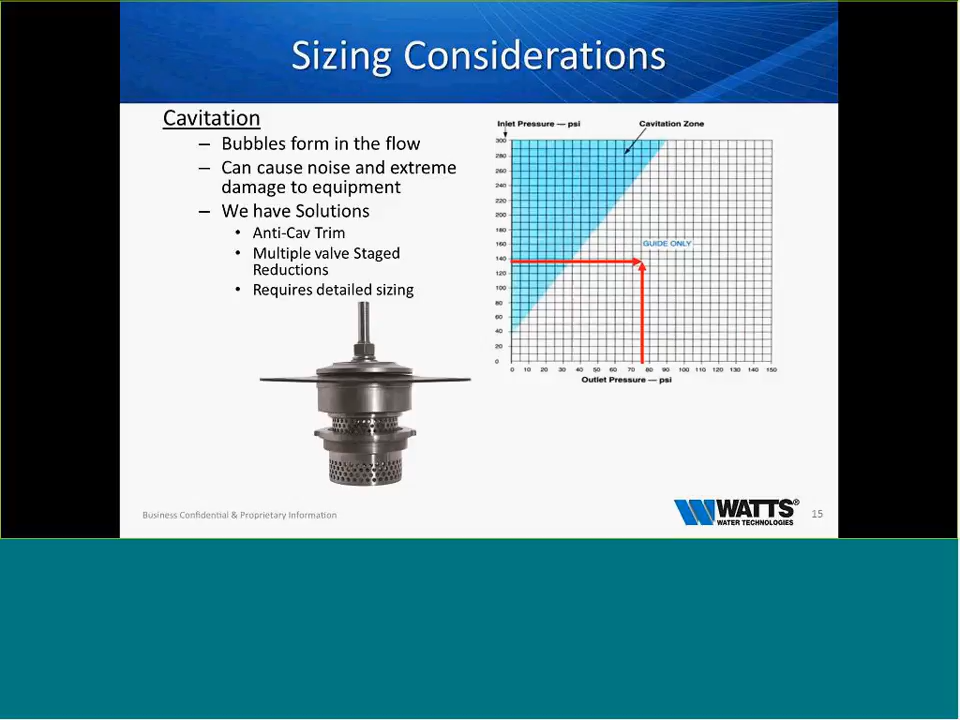 Sizing Considerations
Cavitation
– Bubbles form in the flow
– Can cause noise and extreme
damage to equipment
– We have Solutions
• Anti-Cav Trim
• Multiple valve Staged
Reductions
• Requires detailed sizing
Inlet Pressure — psi
Cavitation Zone
300
280
260
240
220
200
180
160
140
120
100
80
60
40
20
0
GUIDE ONLY
0 10 20 30 40 50 60 70 80 90 100 110 120 130 140 150
Outlet Pressure — psi
Business Confidential & Proprietary Information
WATTS®
WATER TECHNOLOGIES
15